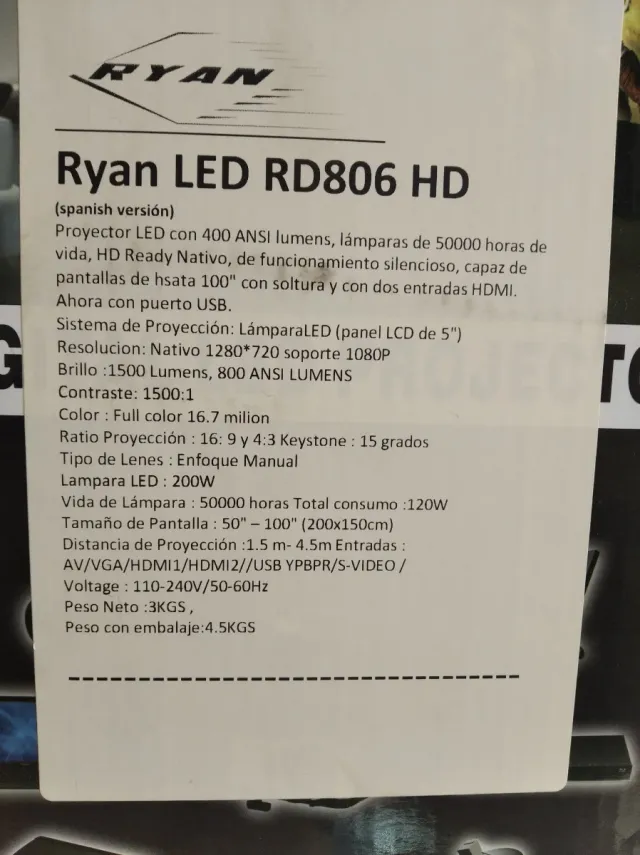 RYAN
Ryan LED RD806 HD
(spanish versión)
Proyector LED con 400 ANSI lumens, lámparas de 50000 horas de
vida, HD Ready Nativo, de funcionamiento silencioso, capaz de
pantallas de hsata 100" con soltura y con dos entradas HDMI.
Ahora con puerto USB.
Sistema de Proyección: LámparaLED (panel LCD de 5")
Resolucion: Nativo 1280*720 soporte 1080P
Brillo :1500 Lumens, 800 ANSI LUMENS
Contraste: 1500:1
Color : Full color 16.7 milion
Ratio Proyección : 16: 9 y 4:3 Keystone : 15 grados
Tipo de Lenes : Enfoque Manual
Lampara LED : 200W
Vida de Lámpara : 50000 horas Total consumo :120W
Tamaño de Pantalla : 50" – 100" (200x150cm)
Distancia de Proyección :1.5 m- 4.5m Entradas :
AV/VGA/HDMI1/HDMI2//USB YPBPR/S-VIDEO /
Voltage : 110-240V/50-60Hz
Peso Neto :3KGS ,
Peso con embalaje:4.5KGS